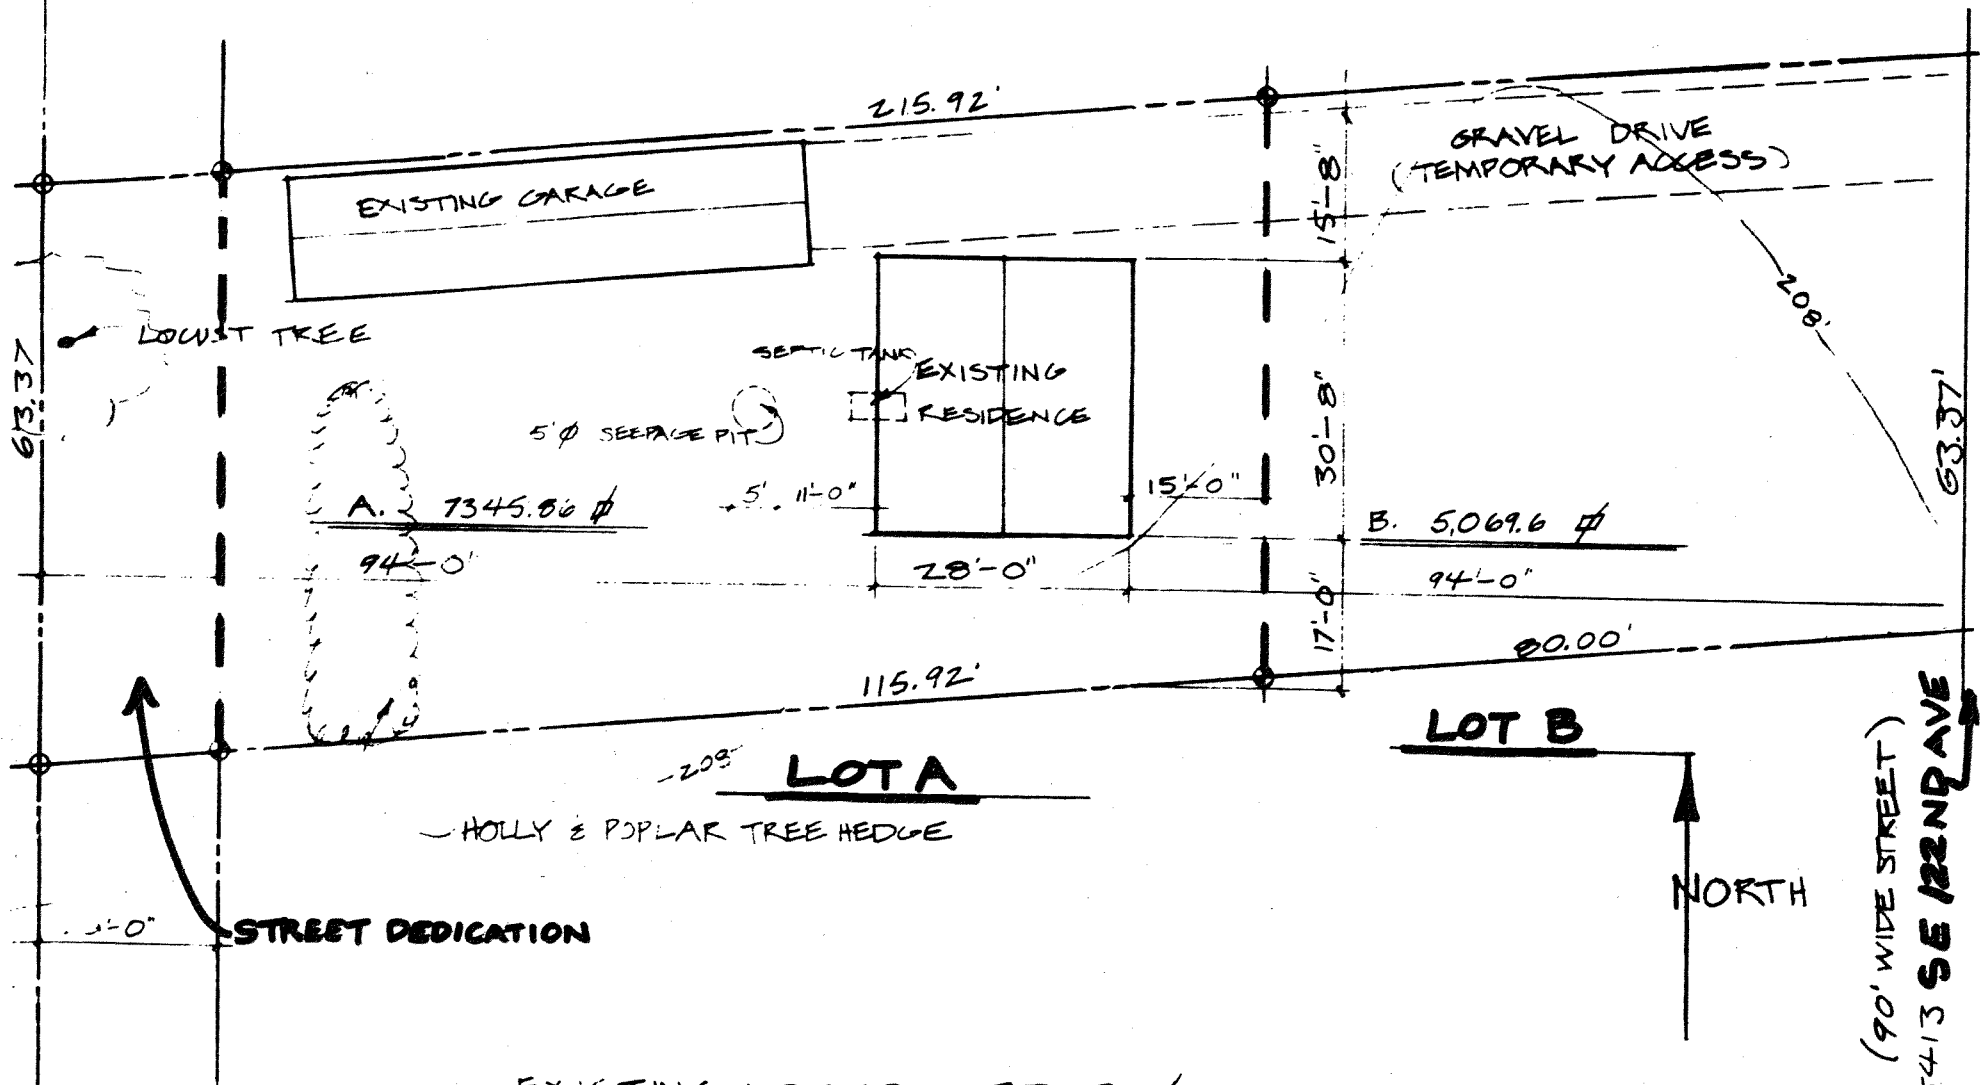 215.92'
GRAVEL DRIVE
(TEMPORARY ACCESS)
EXISTING GARAGE
15'-8"
LOCUST TREE
208'
63.37
SEPTIC TANK
EXISTING
RESIDENCE
63.37'
5'ø SEEPAGE PIT
30'-8"
5' 11'-0"
15'-0"
A. 7345.86
B. 5,069.6
94'-0"
28'-0"
94'-0"
17'-0"
80.00'
115.92'
LOT B
208
LOT A
HOLLY & POPLAR TREE HEDGE
NORTH
STREET DEDICATION
(90' WIDE STREET)
SE 122ND AVE
EXISTING